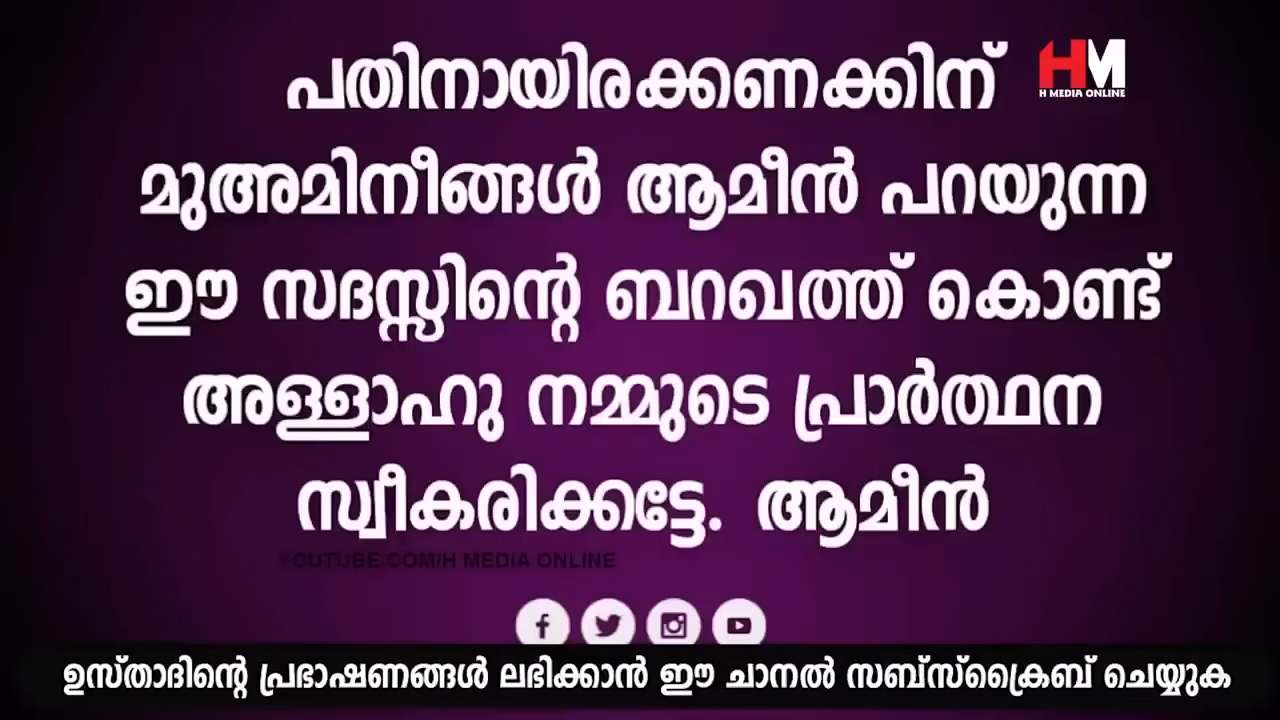 പതിനായിരക്കണക്കിന്
HM
H MEDIA ONLINE
മുഅമിനീങ്ങൾ ആമീൻ പറയുന്ന
ഈ സദസ്സിന്റെ ബറഖത്ത് കൊണ്ട്
അള്ളാഹു നമ്മുടെ പ്രാർത്ഥന
സ്വീകരിക്കട്ടേ. ആമീൻ
YOUTUBE.COM/H MEDIA ONLINE
ഉസ്താദിന്റെ പ്രഭാഷണങ്ങൾ ലഭിക്കാൻ ഈ ചാനൽ സബ്സ്ക്രൈബ് ചെയ്യുക